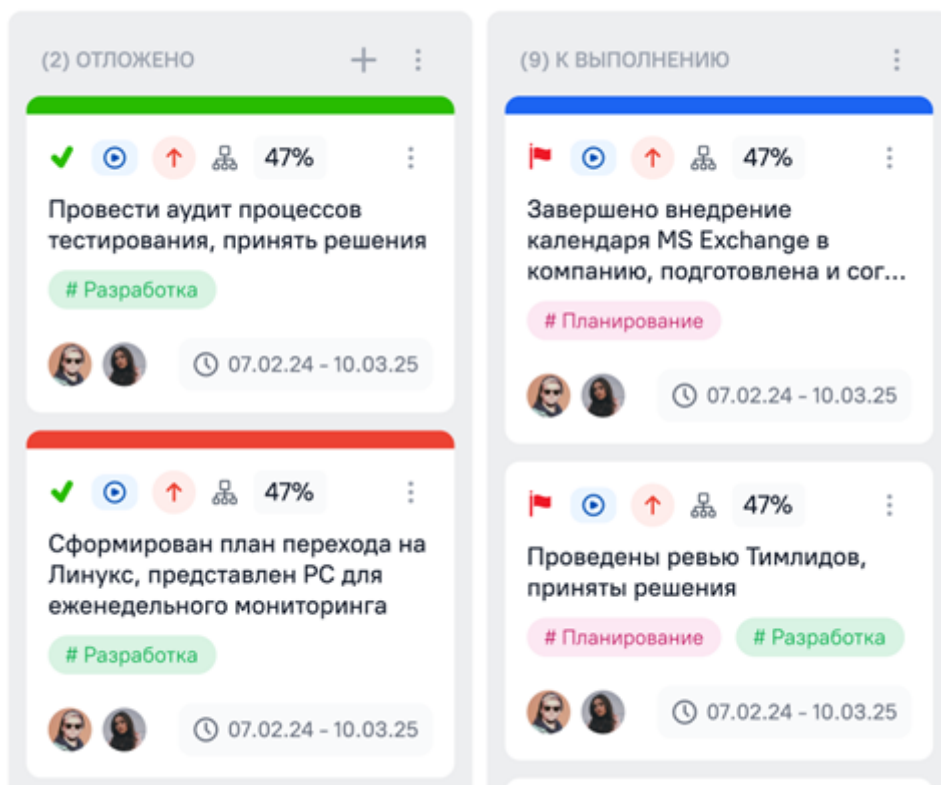 (2) ОТЛОЖЕНО
47%
Провести аудит процессов
тестирования, принять решения
# Разработка
07.02.24 – 10.03.25
47%
Сформирован план перехода на
Линукс, представлен РС для
еженедельного мониторинга
# Разработка
07.02.24 – 10.03.25
(9) К ВЫПОЛНЕНИЮ
47%
Завершено внедрение
календаря MS Exchange в
компанию, подготовлена и сог...
# Планирование
07.02.24 – 10.03.25
47%
Проведены ревью Тимлидов,
приняты решения
# Планирование # Разработка
07.02.24 – 10.03.25